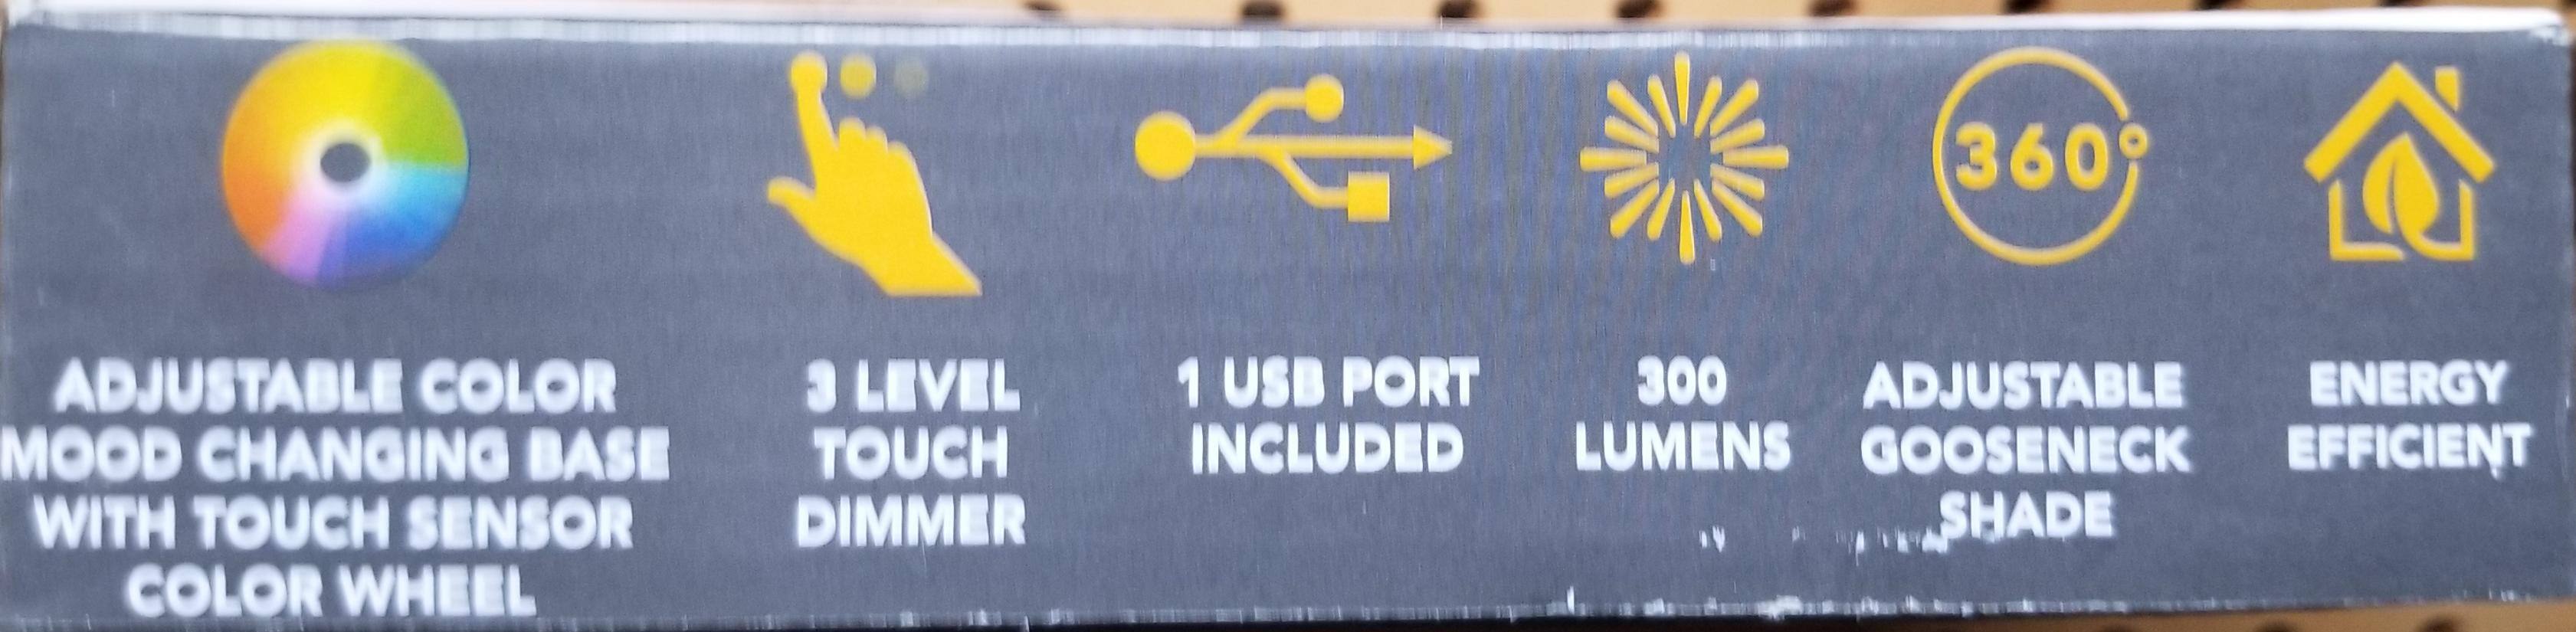 ADJUSTABLE COLOR
MOOD CHANGING BASE
WITH TOUCH SENSOR
COLOR WHEEL
3 LEVEL
TOUCH
DIMMER
1 USB PORT
INCLUDED
300
LUMENS
360°
ADJUSTABLE
GOOSENECK
SHADE
ENERGY
EFFICIENT